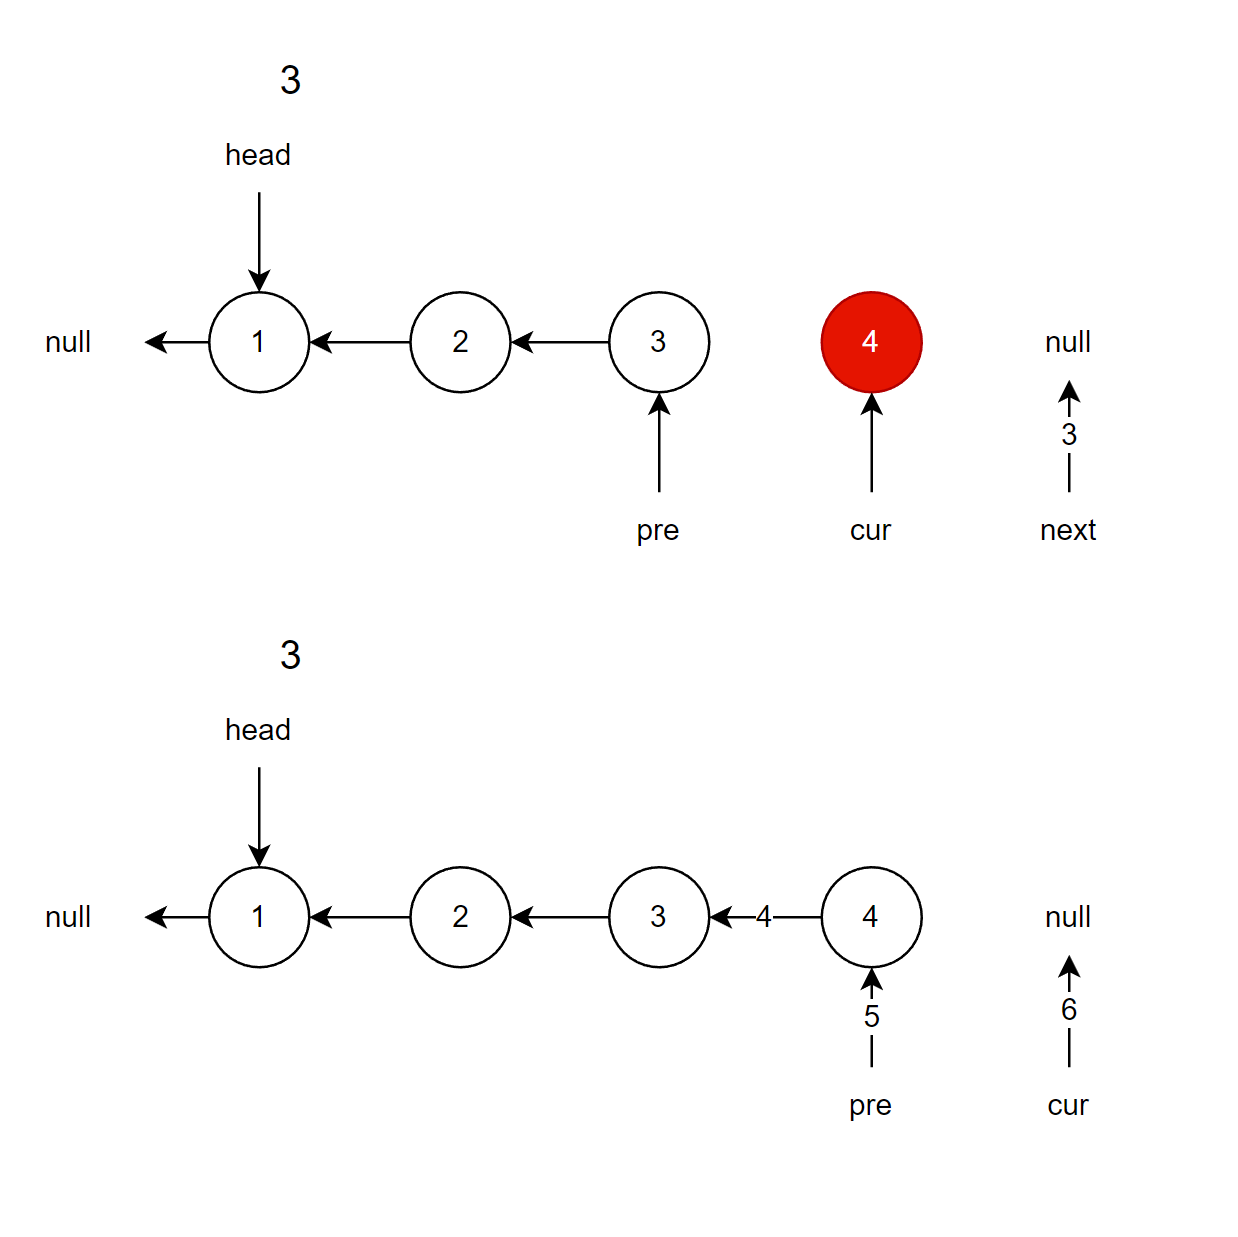 3
head
null 1 2 3 4 null
3
pre cur next
3
head
null 1 2 3 4 4 null
5 6
pre cur